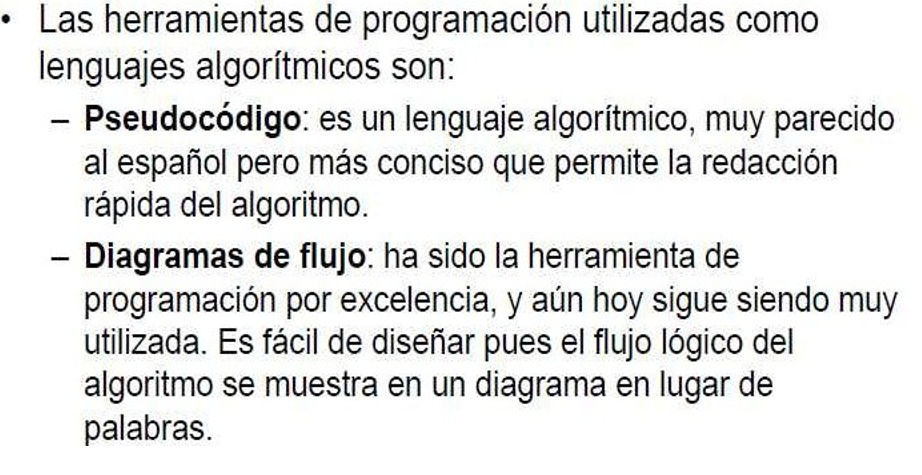 • Las herramientas de programación utilizadas como
lenguajes algorítmicos son:
– Pseudocódigo: es un lenguaje algorítmico, muy parecido
al español pero más conciso que permite la redacción
rápida del algoritmo.
– Diagramas de flujo: ha sido la herramienta de
programación por excelencia, y aún hoy sigue siendo muy
utilizada. Es fácil de diseñar pues el flujo lógico del
algoritmo se muestra en un diagrama en lugar de
palabras.